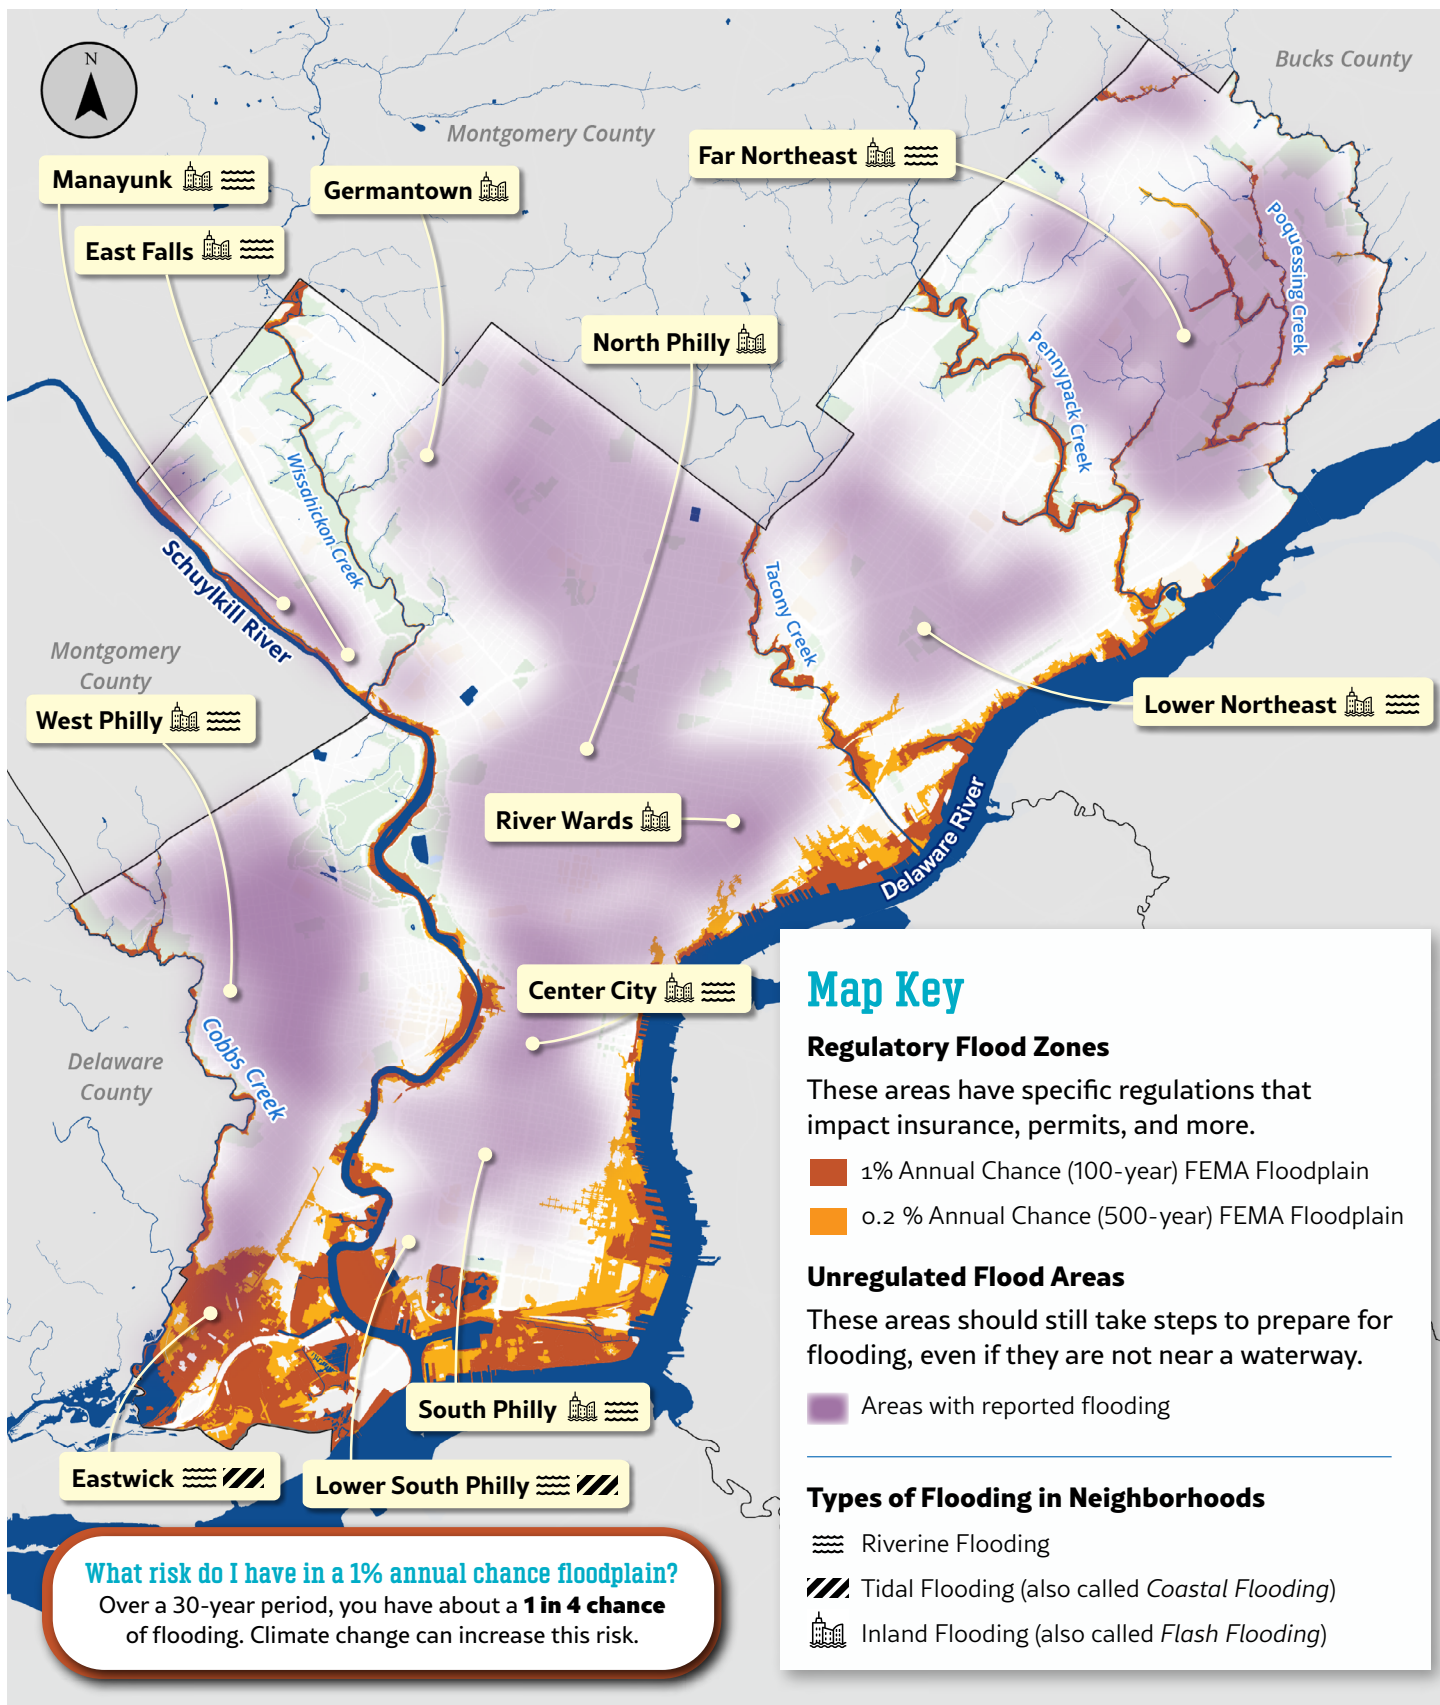 N
Bucks County
Montgomery County
Far Northeast
Manayunk
Germantown
East Falls
Poquessing Creek
North Philly
Pennypack Creek
Wissahickon Creek
Schuylkill River
Tacony Creek
Montgomery
County
West Philly
Lower Northeast
River Wards
Delaware River
Center City
Cobbs Creek
Delaware
County
South Philly
Eastwick
Lower South Philly
Map Key
Regulatory Flood Zones
These areas have specific regulations that
impact insurance, permits, and more.
1% Annual Chance (100-year) FEMA Floodplain
0.2 % Annual Chance (500-year) FEMA Floodplain
Unregulated Flood Areas
These areas should still take steps to prepare for
flooding, even if they are not near a waterway.
Areas with reported flooding
Types of Flooding in Neighborhoods
Riverine Flooding
Tidal Flooding (also called Coastal Flooding)
Inland Flooding (also called Flash Flooding)
What risk do I have in a 1% annual chance floodplain?
Over a 30-year period, you have about a 1 in 4 chance
of flooding. Climate change can increase this risk.